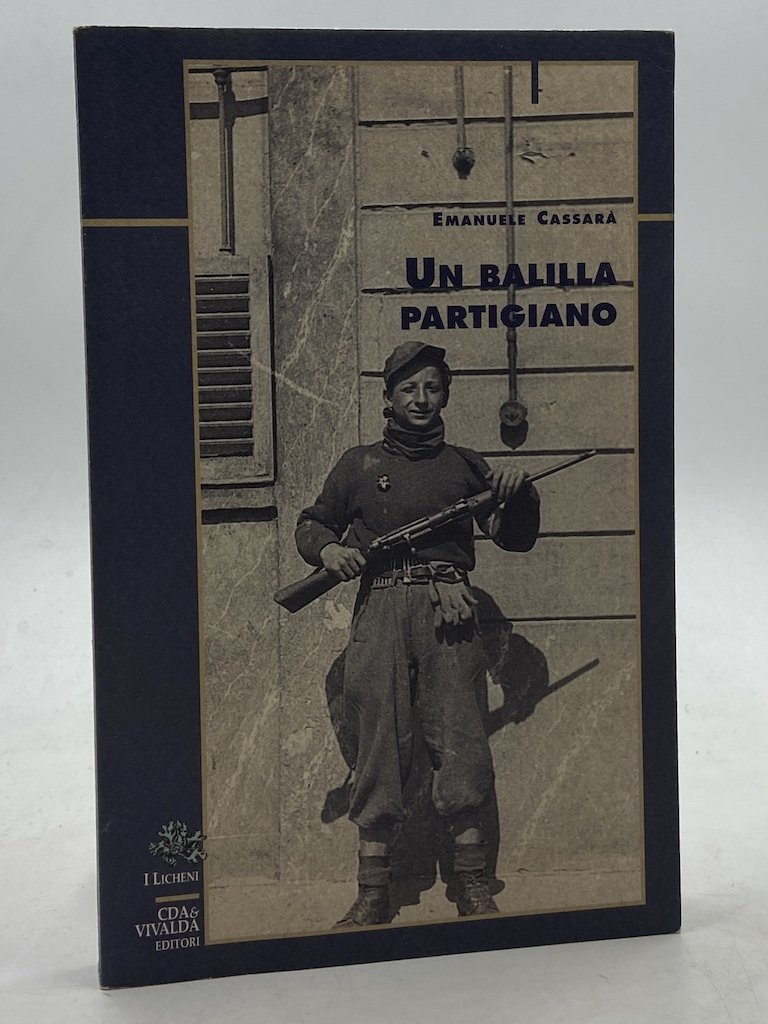 EMANUELE CASSARÀ
UN BALILLA
PARTIGIANO
I LICHENI
CDA&
VIVALDA
EDITORI